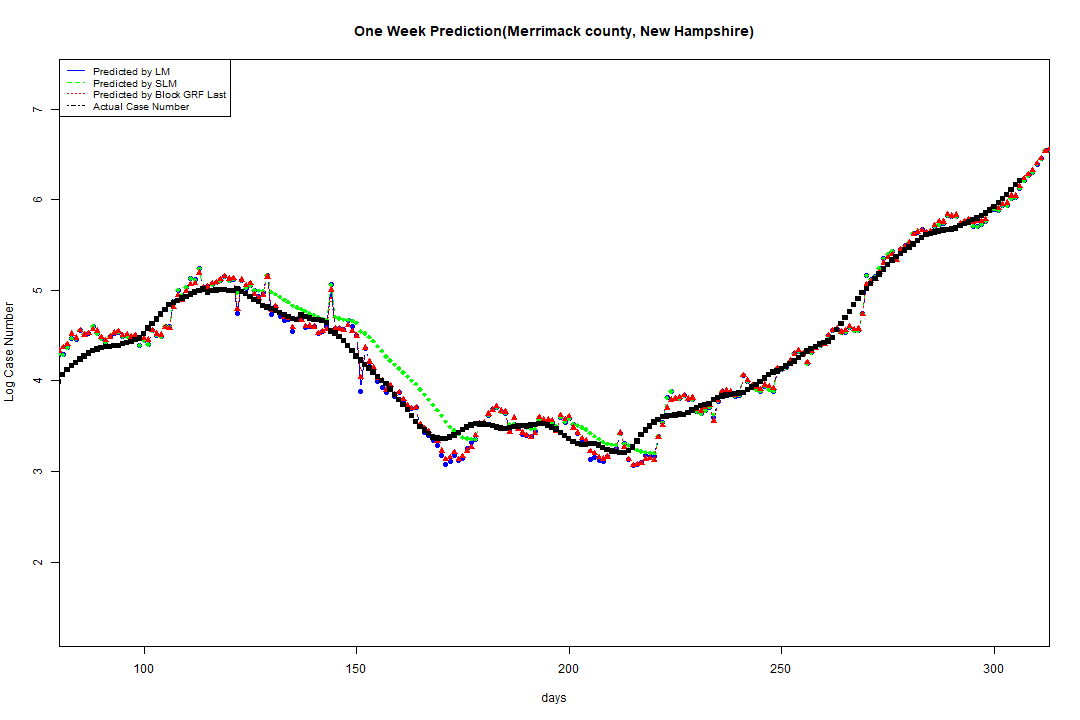 One Week Prediction(Merrimack county, New Hampshire)
Predicted by LM
Predicted by SLM
Predicted by Block GRF Last
Actual Case Number
7
6
5
4
3
2
Log Case Number
100 150 200 250 300
days